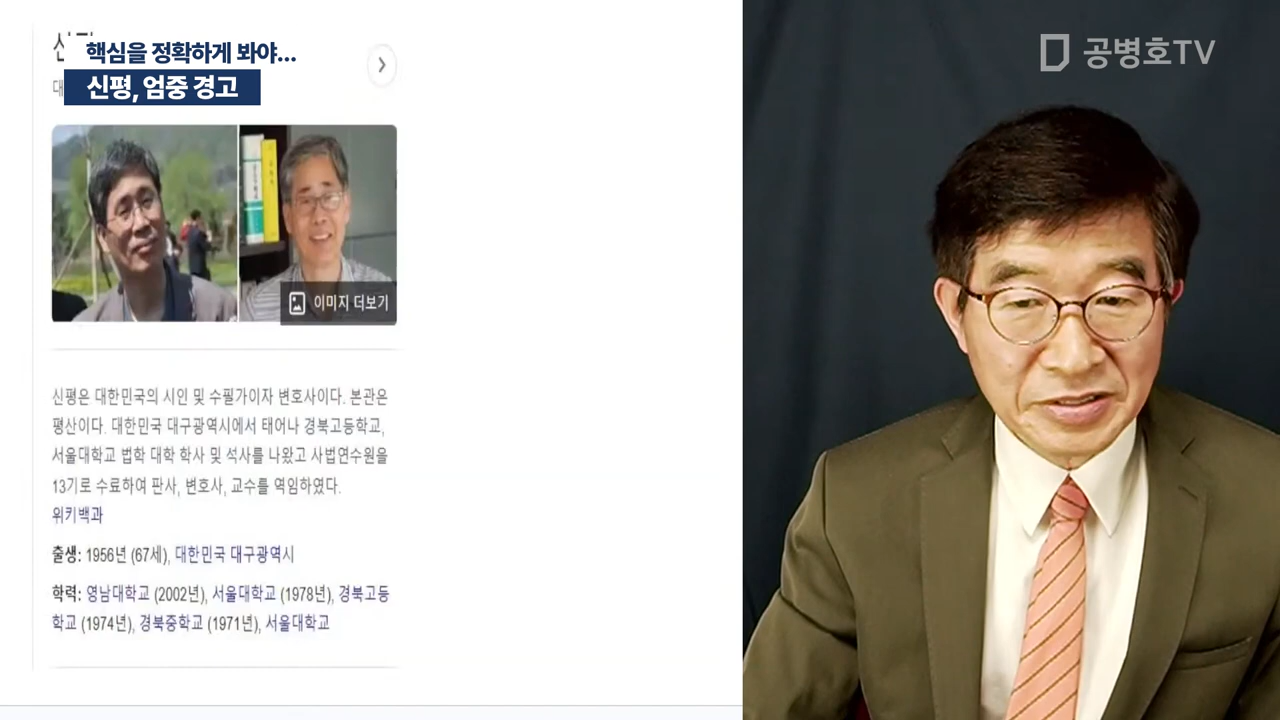 핵심을 정확하게 봐야...
신평, 엄중 경고
공병호TV
이미지 더보기
신평은 대한민국의 시인 및 수필가이자 변호사이다. 본관은
평산이다. 대한민국 대구광역시에서 태어나 경북고등학교,
서울대학교 법학 대학 학사 및 석사를 나왔고 사법연수원을
13기로 수료하여 판사, 변호사, 교수를 역임하였다.
위키백과
출생: 1956년 (67세), 대한민국 대구광역시
학력: 영남대학교 (2002년), 서울대학교 (1978년), 경북고등
학교 (1974년), 경북중학교 (1971년), 서울대학교